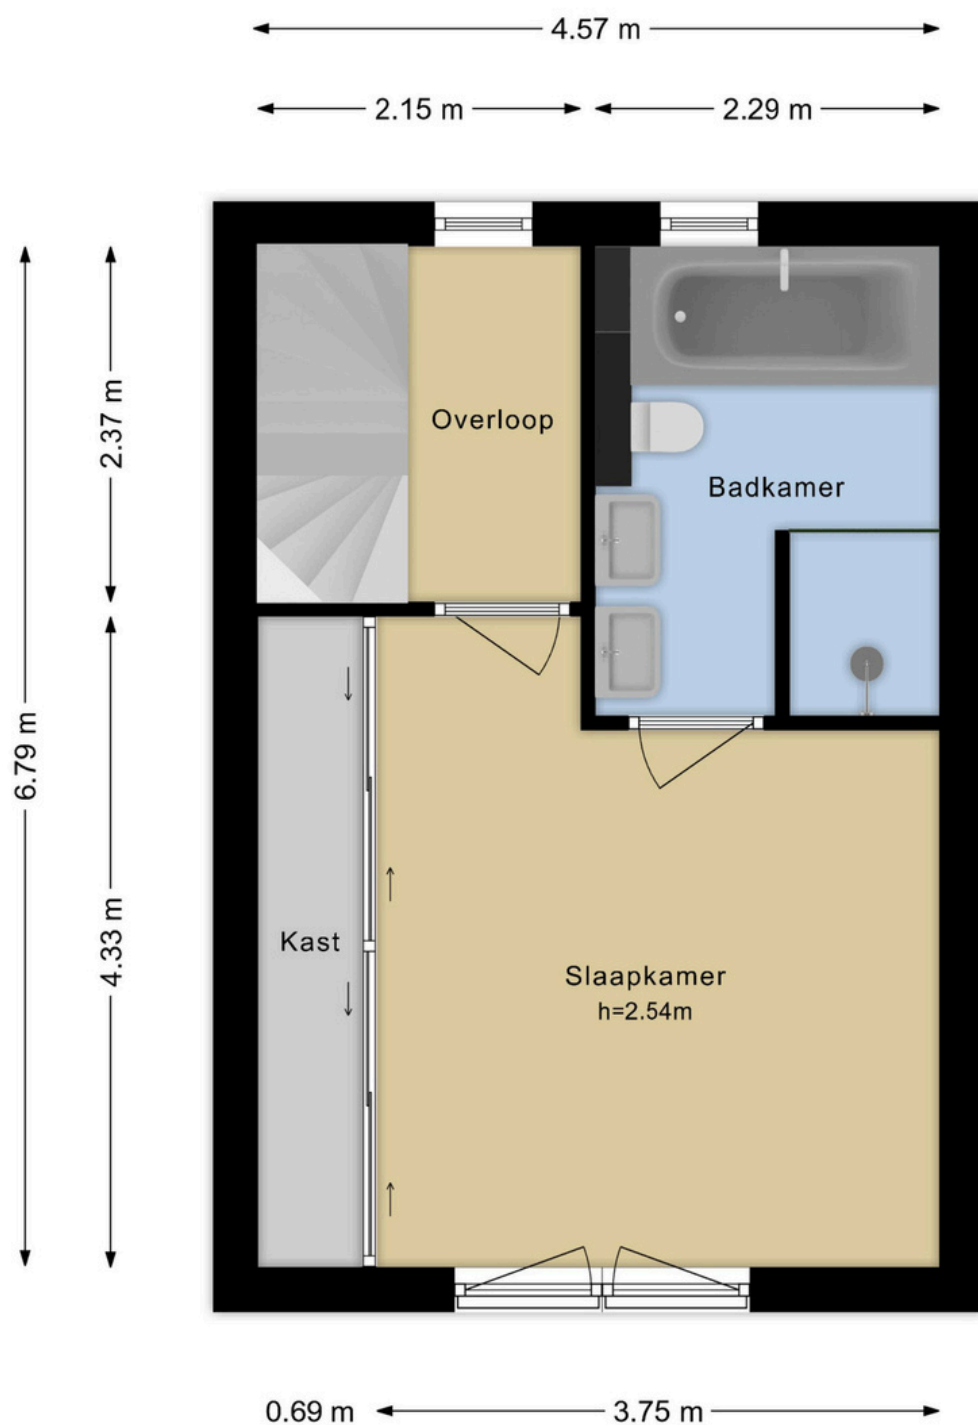 4.57 m
2.15 m
2.29 m
2.37 m
Overloop
Badkamer
6.79 m
4.33 m
Kast
Slaapkamer
h=2.54m
0.69 m
3.75 m